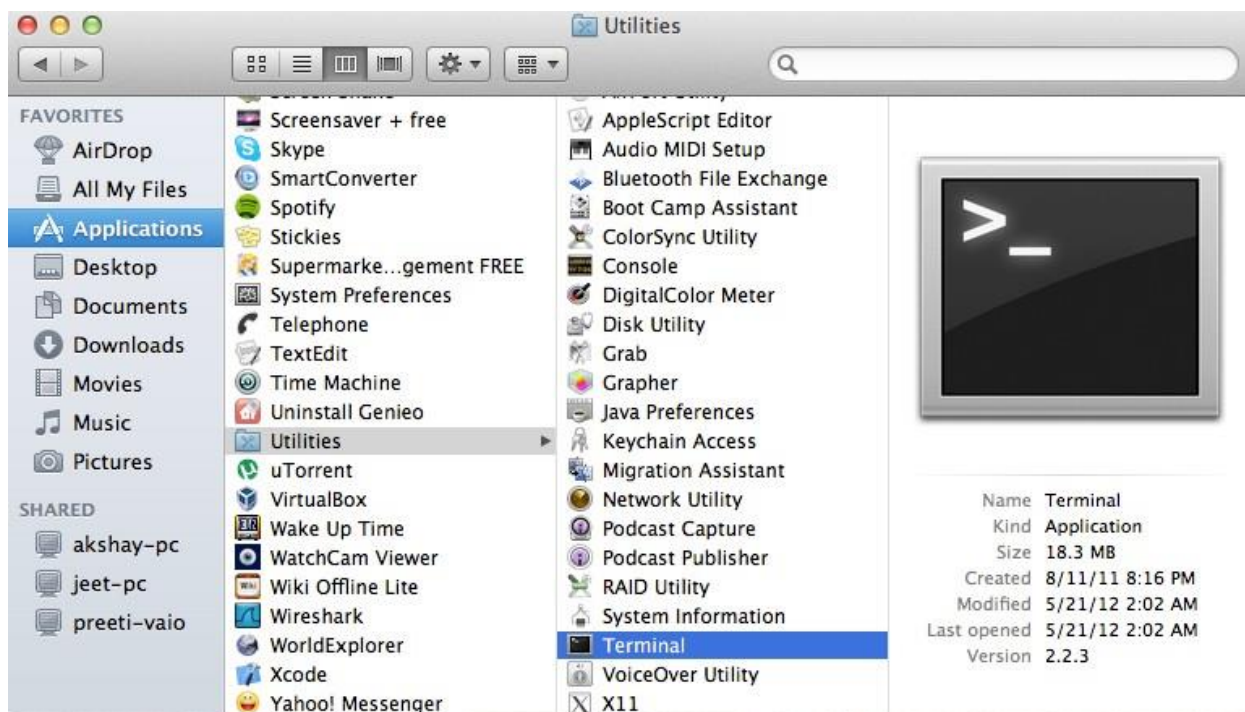 Utilities
FAVORITES
AirDrop
All My Files
Applications
Desktop
Documents
Downloads
Movies
Music
Pictures
SHARED
akshay-pc
jeet-pc
preeti-vaio
Screensaver + free
Skype
SmartConverter
Spotify
Stickies
Supermarke...gement FREE
System Preferences
Telephone
TextEdit
Time Machine
Uninstall Genieo
Utilities
uTorrent
VirtualBox
Wake Up Time
WatchCam Viewer
Wiki Offline Lite
Wireshark
WorldExplorer
Xcode
Yahoo! Messenger
AppleScript Editor
Audio MIDI Setup
Bluetooth File Exchange
Boot Camp Assistant
ColorSync Utility
Console
DigitalColor Meter
Disk Utility
Grab
Grapher
Java Preferences
Keychain Access
Migration Assistant
Network Utility
Podcast Capture
Podcast Publisher
RAID Utility
System Information
Terminal
VoiceOver Utility
X11
>_
Name Terminal
Kind Application
Size 18.3 MB
Created 8/11/11 8:16 PM
Modified 5/21/12 2:02 AM
Last opened 5/21/12 2:02 AM
Version 2.2.3